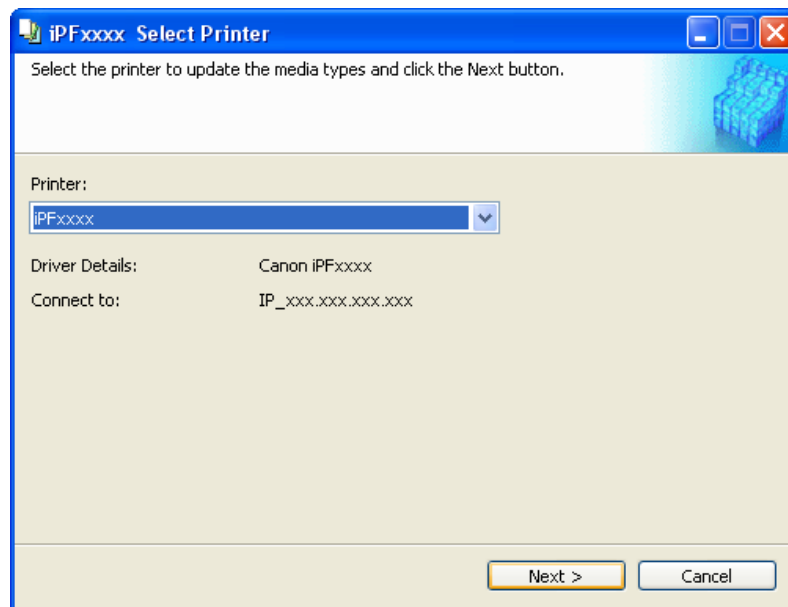 iPFxxxx Select Printer
Select the printer to update the media types and click the Next button.
Printer:
iPFxxxx
Driver Details: Canon iPFxxxx
Connect to: IP_xxx.xxx.xxx.xxx
Next > Cancel